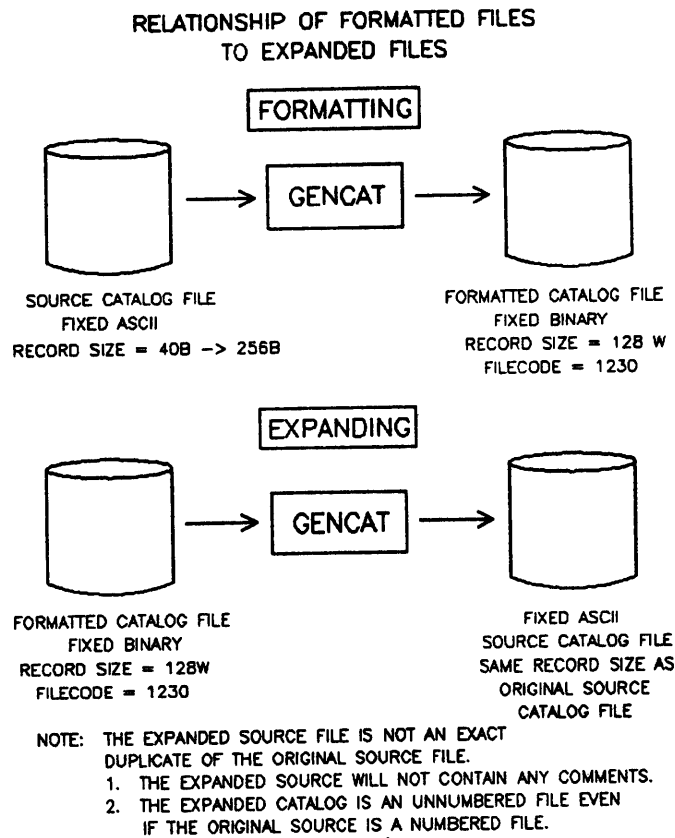 RELATIONSHIP OF FORMATTED FILES
TO EXPANDED FILES
FORMATTING
GENCAT
SOURCE CATALOG FILE
FIXED ASCII
RECORD SIZE = 40B -> 256B
FORMATTED CATALOG FILE
FIXED BINARY
RECORD SIZE = 128 W
FILECODE = 1230
EXPANDING
GENCAT
FORMATTED CATALOG FILE
FIXED BINARY
RECORD SIZE = 128W
FILECODE = 1230
FIXED ASCII
SOURCE CATALOG FILE
SAME RECORD SIZE AS
ORIGINAL SOURCE
CATALOG FILE
NOTE: THE EXPANDED SOURCE FILE IS NOT AN EXACT
DUPLICATE OF THE ORIGINAL SOURCE FILE.
1. THE EXPANDED SOURCE WILL NOT CONTAIN ANY COMMENTS.
2. THE EXPANDED CATALOG IS AN UNNUMBERED FILE EVEN
IF THE ORIGINAL SOURCE IS A NUMBERED FILE.